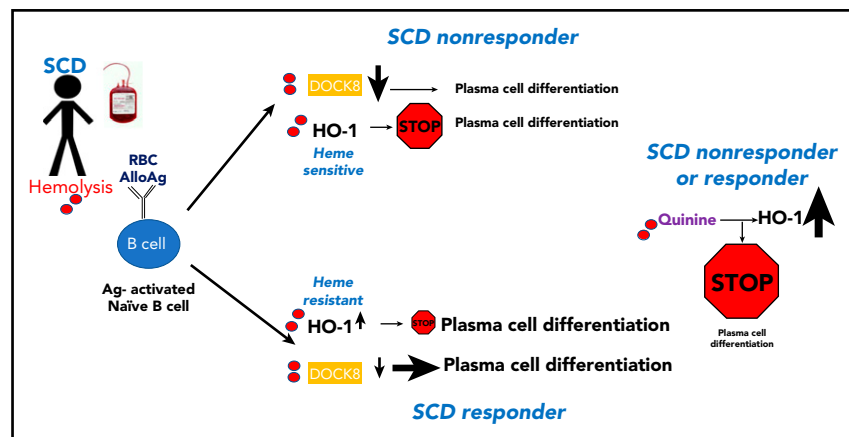 SCD
Hemolysis
RBC
AlloAg
B cell
Ag- activated
Naïve B cell
SCD nonresponder
DOCK8
Plasma cell differentiation
HO-1
STOP
Plasma cell differentiation
Heme
sensitive
Heme
resistant
HO-1
STOP
Plasma cell differentiation
DOCK8
Plasma cell differentiation
SCD responder
SCD nonresponder
or responder
Quinine
HO-1
STOP
Plasma cell
differentiation